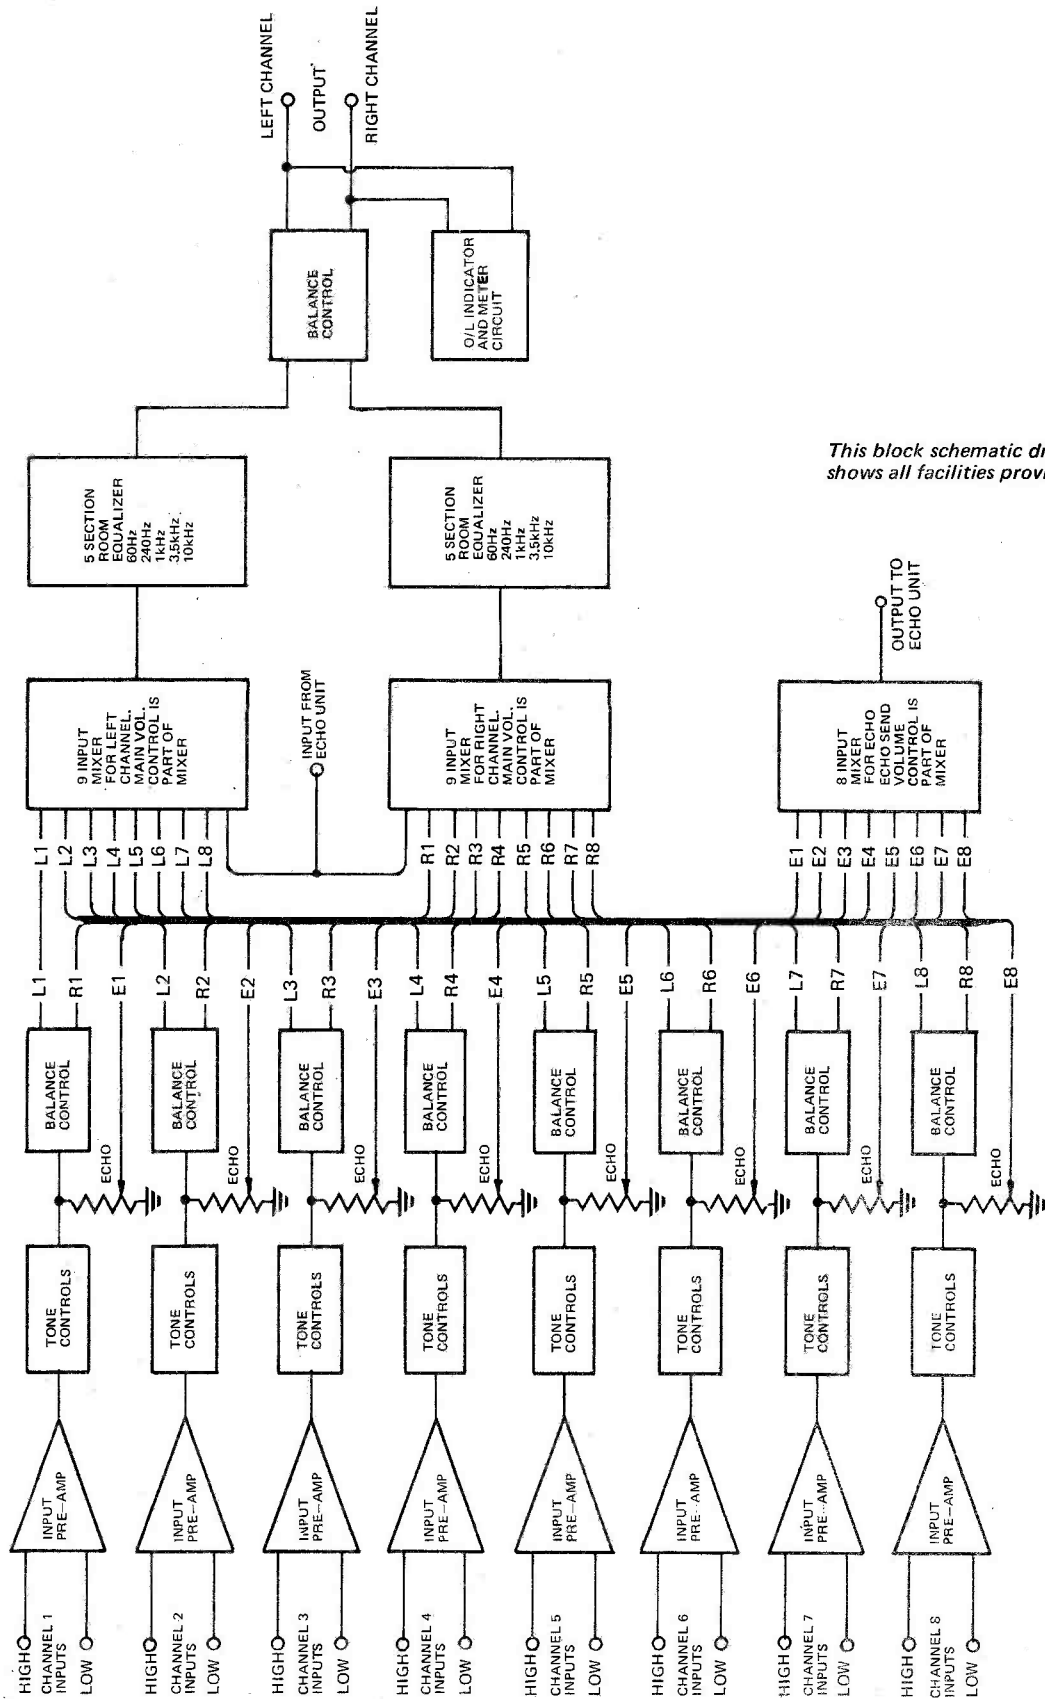 HIGH
CHANNEL 1
INPUTS
LOW
INPUT
PRE-AMP
TONE
CONTROLS
ECHO
BALANCE
CONTROL
L1
R1
E1
HIGH
CHANNEL 2
INPUTS
LOW
INPUT
PRE-AMP
TONE
CONTROLS
ECHO
BALANCE
CONTROL
L2
R2
E2
HIGH
CHANNEL 3
INPUTS
LOW
INPUT
PRE-AMP
TONE
CONTROLS
ECHO
BALANCE
CONTROL
L3
R3
E3
HIGH
CHANNEL 4
INPUTS
LOW
INPUT
PRE-AMP
TONE
CONTROLS
ECHO
BALANCE
CONTROL
L4
R4
E4
HIGH
CHANNEL 5
INPUTS
LOW
INPUT
PRE-AMP
TONE
CONTROLS
ECHO
BALANCE
CONTROL
L5
R5
E5
HIGH
CHANNEL 6
INPUTS
LOW
INPUT
PRE-AMP
TONE
CONTROLS
ECHO
BALANCE
CONTROL
L6
R6
E6
HIGH
CHANNEL 7
INPUTS
LOW
INPUT
PRE-AMP
TONE
CONTROLS
ECHO
BALANCE
CONTROL
L7
R7
E7
HIGH
CHANNEL 8
INPUTS
LOW
INPUT
PRE-AMP
TONE
CONTROLS
ECHO
BALANCE
CONTROL
L8
R8
E8
L1
L2
L3
L4
L5
L6
L7
L8
9 INPUT
MIXER
FOR LEFT
CHANNEL.
MAIN VOL.
CONTROL IS
PART OF
MIXER
INPUT FROM
ECHO UNIT
R1
R2
R3
R4
R5
R6
R7
R8
9 INPUT
MIXER
FOR RIGHT
CHANNEL.
MAIN VOL.
CONTROL IS
PART OF
MIXER
E1
E2
E3
E4
E5
E6
E7
E8
8 INPUT
MIXER
FOR ECHO
ECHO SEND
VOLUME
CONTROL IS
PART OF
MIXER
OUTPUT TO
ECHO UNIT
5 SECTION
ROOM
EQUALIZER
60Hz
240Hz
1kHz
3.5kHz
10kHz
5 SECTION
ROOM
EQUALIZER
60Hz
240Hz
1kHz
3.5kHz
10kHz
BALANCE
CONTROL
O/L INDICATOR
AND METER
CIRCUIT
LEFT CHANNEL
OUTPUT
RIGHT CHANNEL
This block schematic
shows all facilities